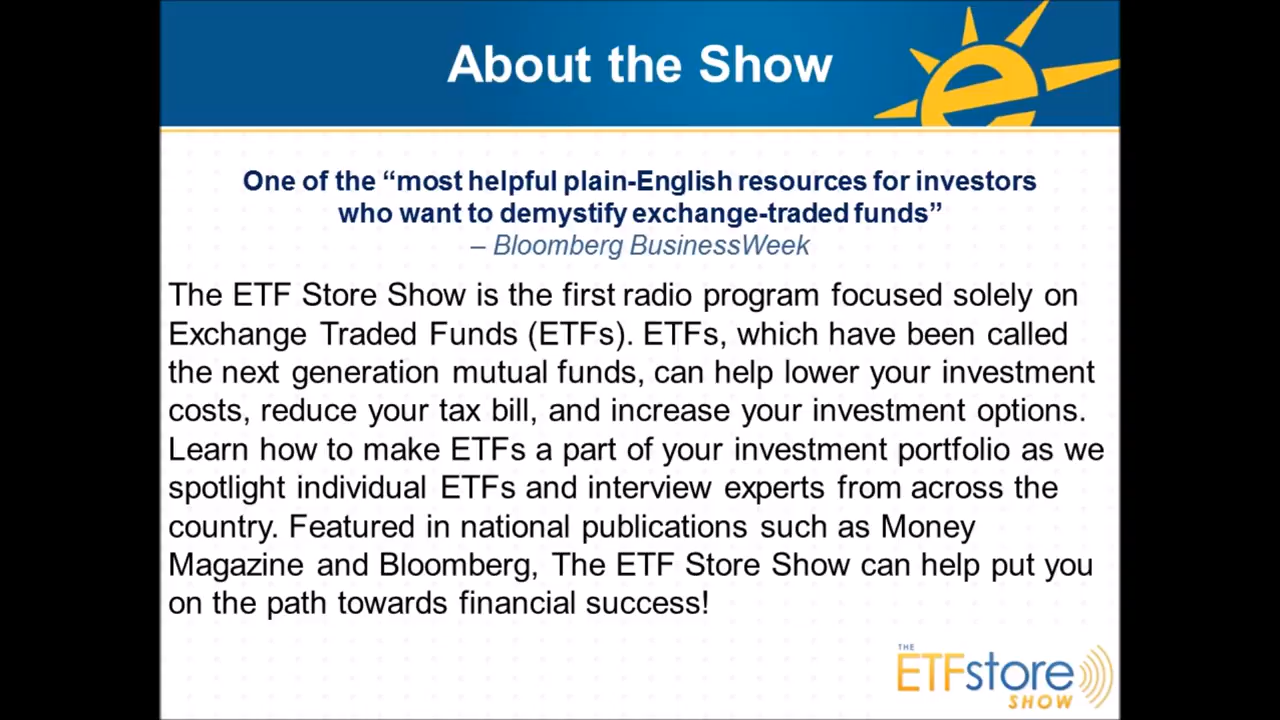 About the Show
One of the “most helpful plain-English resources for investors
who want to demystify exchange-traded funds”
– Bloomberg BusinessWeek
The ETF Store Show is the first radio program focused solely on
Exchange Traded Funds (ETFs). ETFs, which have been called
the next generation mutual funds, can help lower your investment
costs, reduce your tax bill, and increase your investment options.
Learn how to make ETFs a part of your investment portfolio as we
spotlight individual ETFs and interview experts from across the
country. Featured in national publications such as Money
Magazine and Bloomberg, The ETF Store Show can help put you
on the path towards financial success!
THE
ETFstore
SHOW